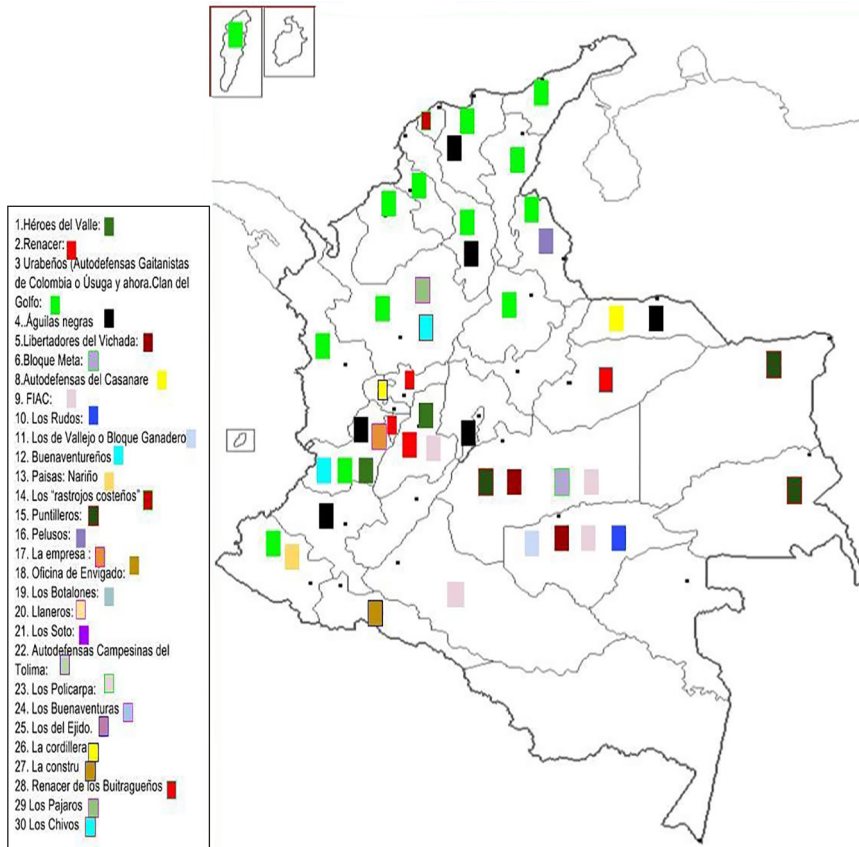 1.Héroes del Valle:
2.Renacer:
3 Urabeños (Autodefensas Gaitanistas
de Colombia o Úsuga y ahora.Clan del
Golfo:
4..Águilas negras
5.Libertadores del Vichada:
6.Bloque Meta:
8.Autodefensas del Casanare
9. FIAC:
10. Los Rudos:
11. Los de Vallejo o Bloque Ganadero
12. Buenaventureños
13. Paisas: Nariño
14. Los "rastrojos costeños"
15. Puntilleros:
16. Pelusos:
17. La empresa :
18. Oficina de Envigado:
19. Los Botalones:
20. Llaneros:
21. Los Soto:
22. Autodefensas Campesinas del
Tolima:
23. Los Policarpa:
24. Los Buenaventuras
25. Los del Ejido.
26. La cordillera
27. La constru
28. Renacer de los Buitragueños
29 Los Pajaros
30 Los Chivos